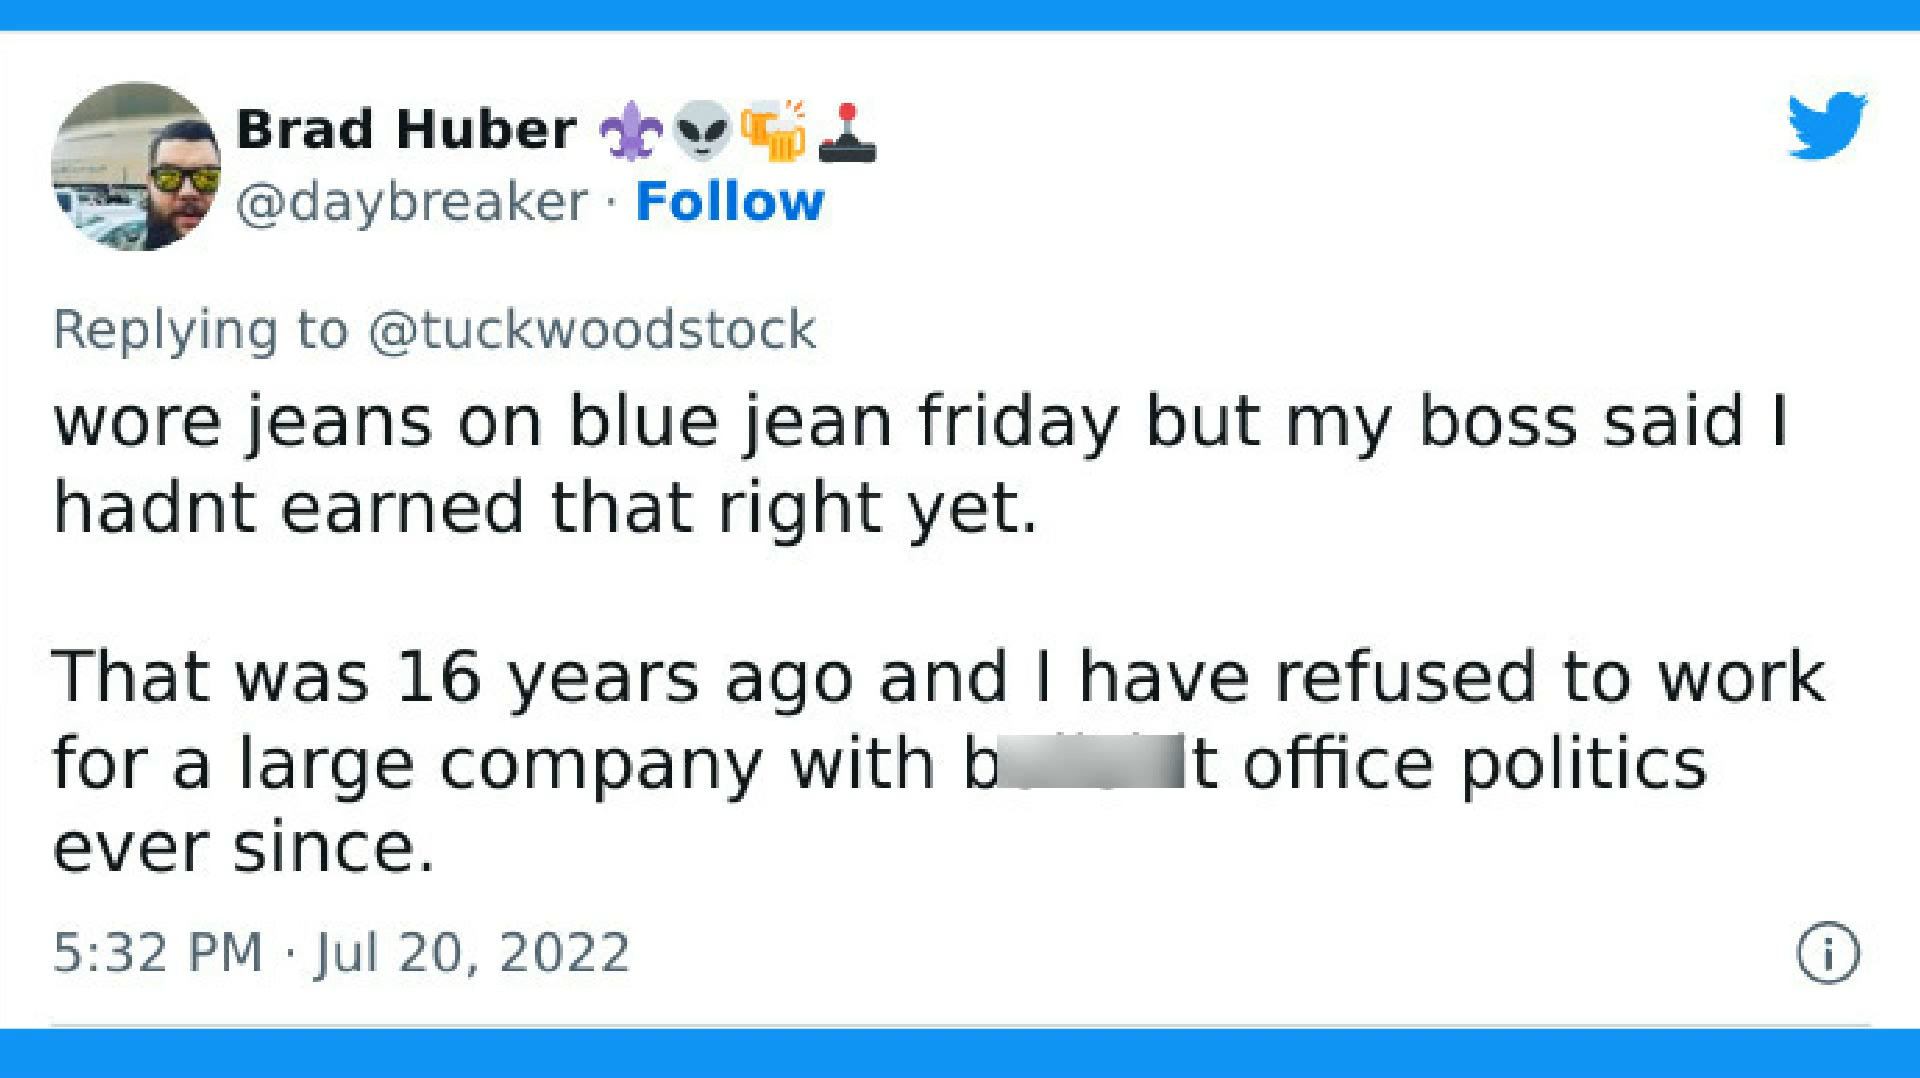 Brad Huber ⚜️👽🍻🕹️
@daybreaker · Follow
Replying to @tuckwoodstock
wore jeans on blue jean friday but my boss said I
hadnt earned that right yet.
That was 16 years ago and I have refused to work
for a large company with b t office politics
ever since.
5:32 PM · Jul 20, 2022